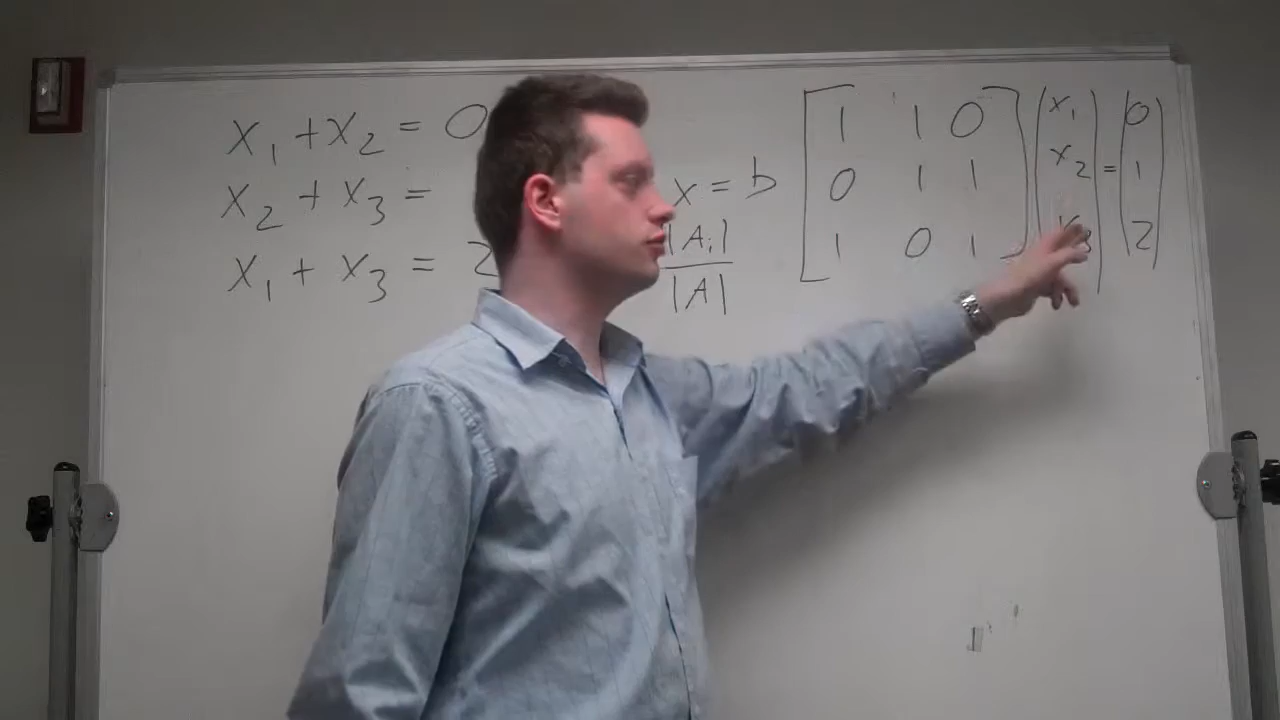 x₁ + x₂ = 0
x₂ + x₃ =
x₁ + x₃ = 2
x = b
|Aᵢ|
|A|
1 1 0
0 1 1
1 0 1
x₁
x₂
=
0
1
2